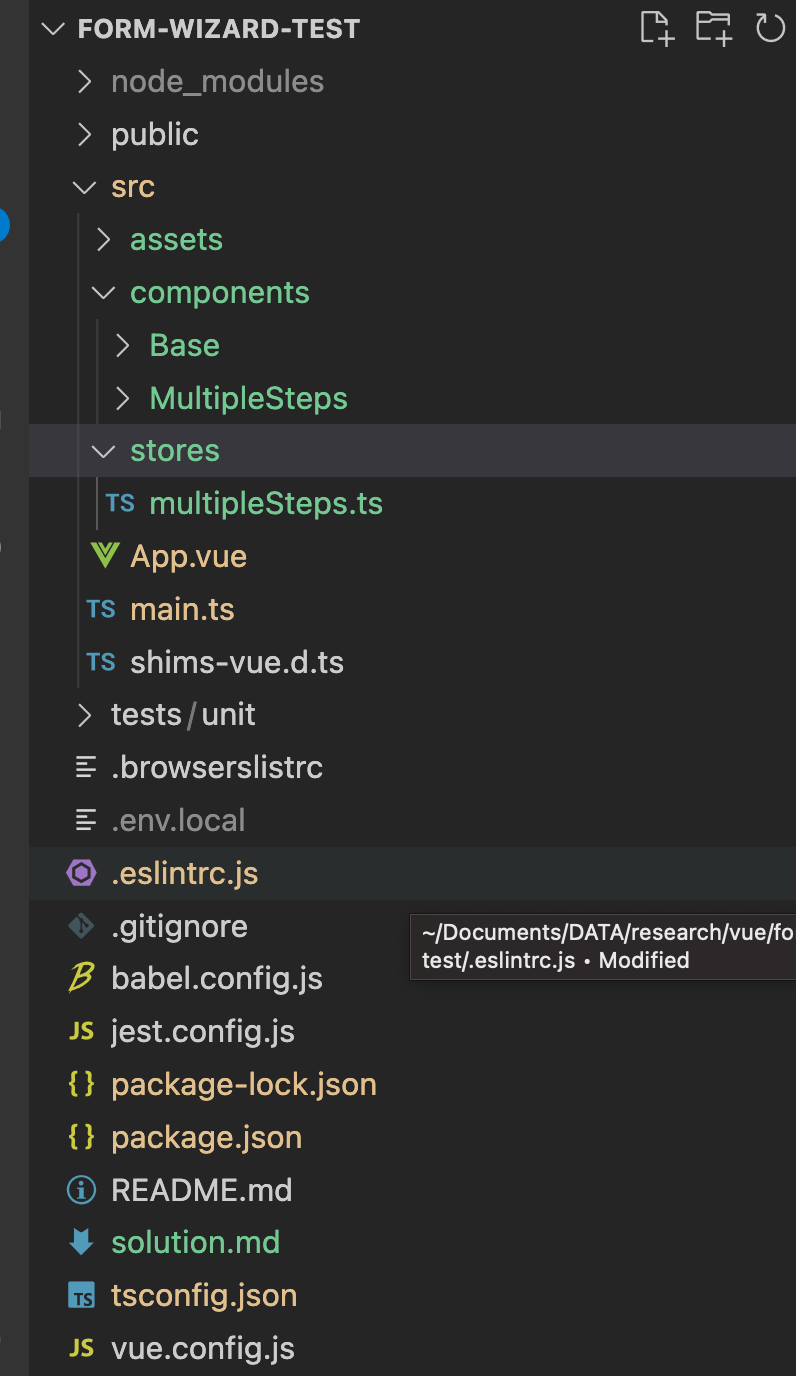 FORM-WIZARD-TEST
node_modules
public
src
assets
components
Base
MultipleSteps
stores
TS multipleSteps.ts
App.vue
TS main.ts
TS shims-vue.d.ts
tests/unit
.browserslistrc
.env.local
.eslintrc.js
.gitignore
~/Documents/DATA/research/vue/fo
test/.eslintrc.js • Modified
babel.config.js
JS jest.config.js
{} package-lock.json
{} package.json
README.md
solution.md
TS tsconfig.json
JS vue.config.js